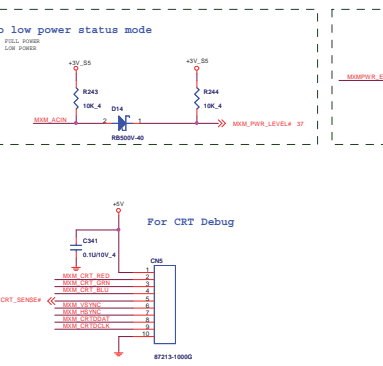 o low power status mode
FULL POWER
LOW POWER
+3V_S5
+3V_S5
R243
10K_4
D14
R244
10K_4
MXM_ACIN
2
1
MXM_PWR_LEVEL# 37
RB500V-40
MXMPWR_E
+5V
For CRT Debug
C341
0.1U/10V_4
CN5
MXM_CRT_RED 1
MXM_CRT_GRN 2
MXM_CRT_BLU 3
4
CRT_SENSE# 5
MXM_VSYNC 6
MXM_HSYNC 7
MXM_CRTDDAT 8
MXM_CRTDCLK 9
10
87213-1000G